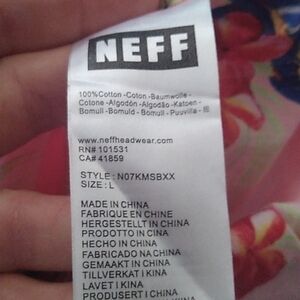 NEFF
100%Cotton -Coton -Baumwolle-
Cotone -Algodón -Algodão -Katoen-
Bomull -Bomuld - Bomull - Puuvilla -
www.neffheadwear.com
RN# 101531
CA# 41859
STYLE : N07KMSBXX
SIZE : L
MADE IN CHINA
FABRIQUE EN CHINE
HERGESTELLT IN CHINA
PRODOTTO IN CINA
HECHO IN CHINA
FABRICADO NA CHINA
GEMAAKT IN CHINA
TILLVERKAT I KINA
LAVET I KINA
PRODUSERT I CHINA